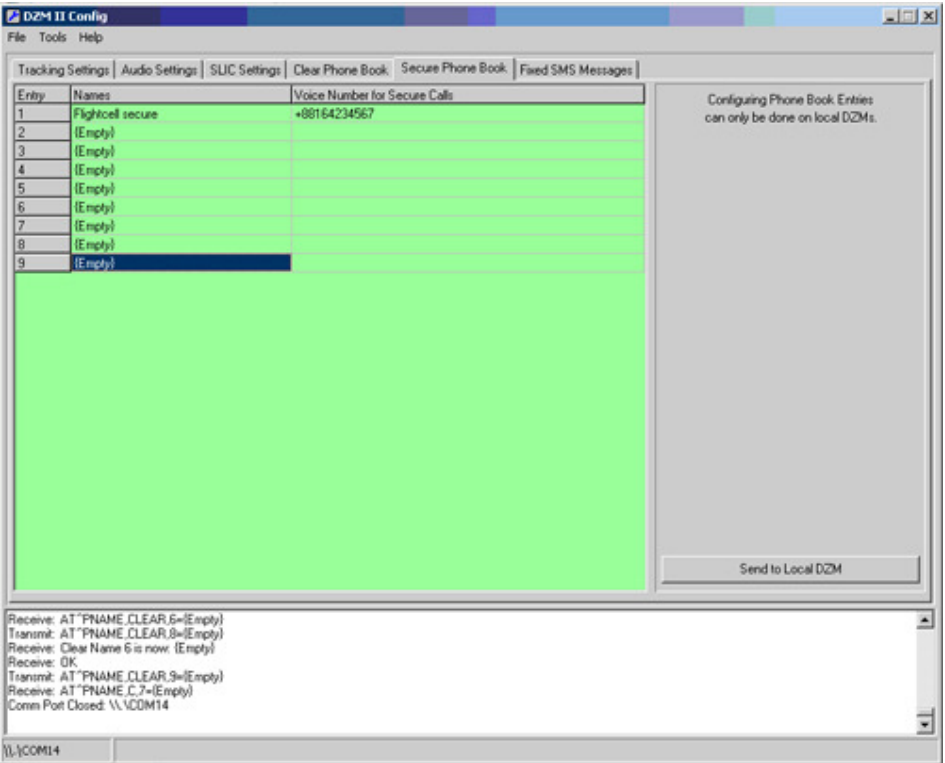 DZM II Config
File Tools Help
Tracking Settings Audio Settings SLIC Settings Clear Phone Book Secure Phone Book Fixed SMS Messages
Entry Names Voice Number for Secure Calls
1 Flightcell secure +88164234567
2 {Empty}
3 {Empty}
4 {Empty}
5 {Empty}
6 {Empty}
7 {Empty}
8 {Empty}
9 {Empty}
Configuring Phone Book Entries
can only be done on local DZMs.
Send to Local DZM
Receive: AT^PNAME,CLEAR,6={Empty}
Transmit: AT^PNAME,CLEAR,8={Empty}
Receive: Clear Name 6 is now: {Empty}
Receive: OK
Transmit: AT^PNAME,CLEAR,9={Empty}
Receive: AT^PNAME,C,7={Empty}
Comm Port Closed: \\.\COM14
\\.\COM14